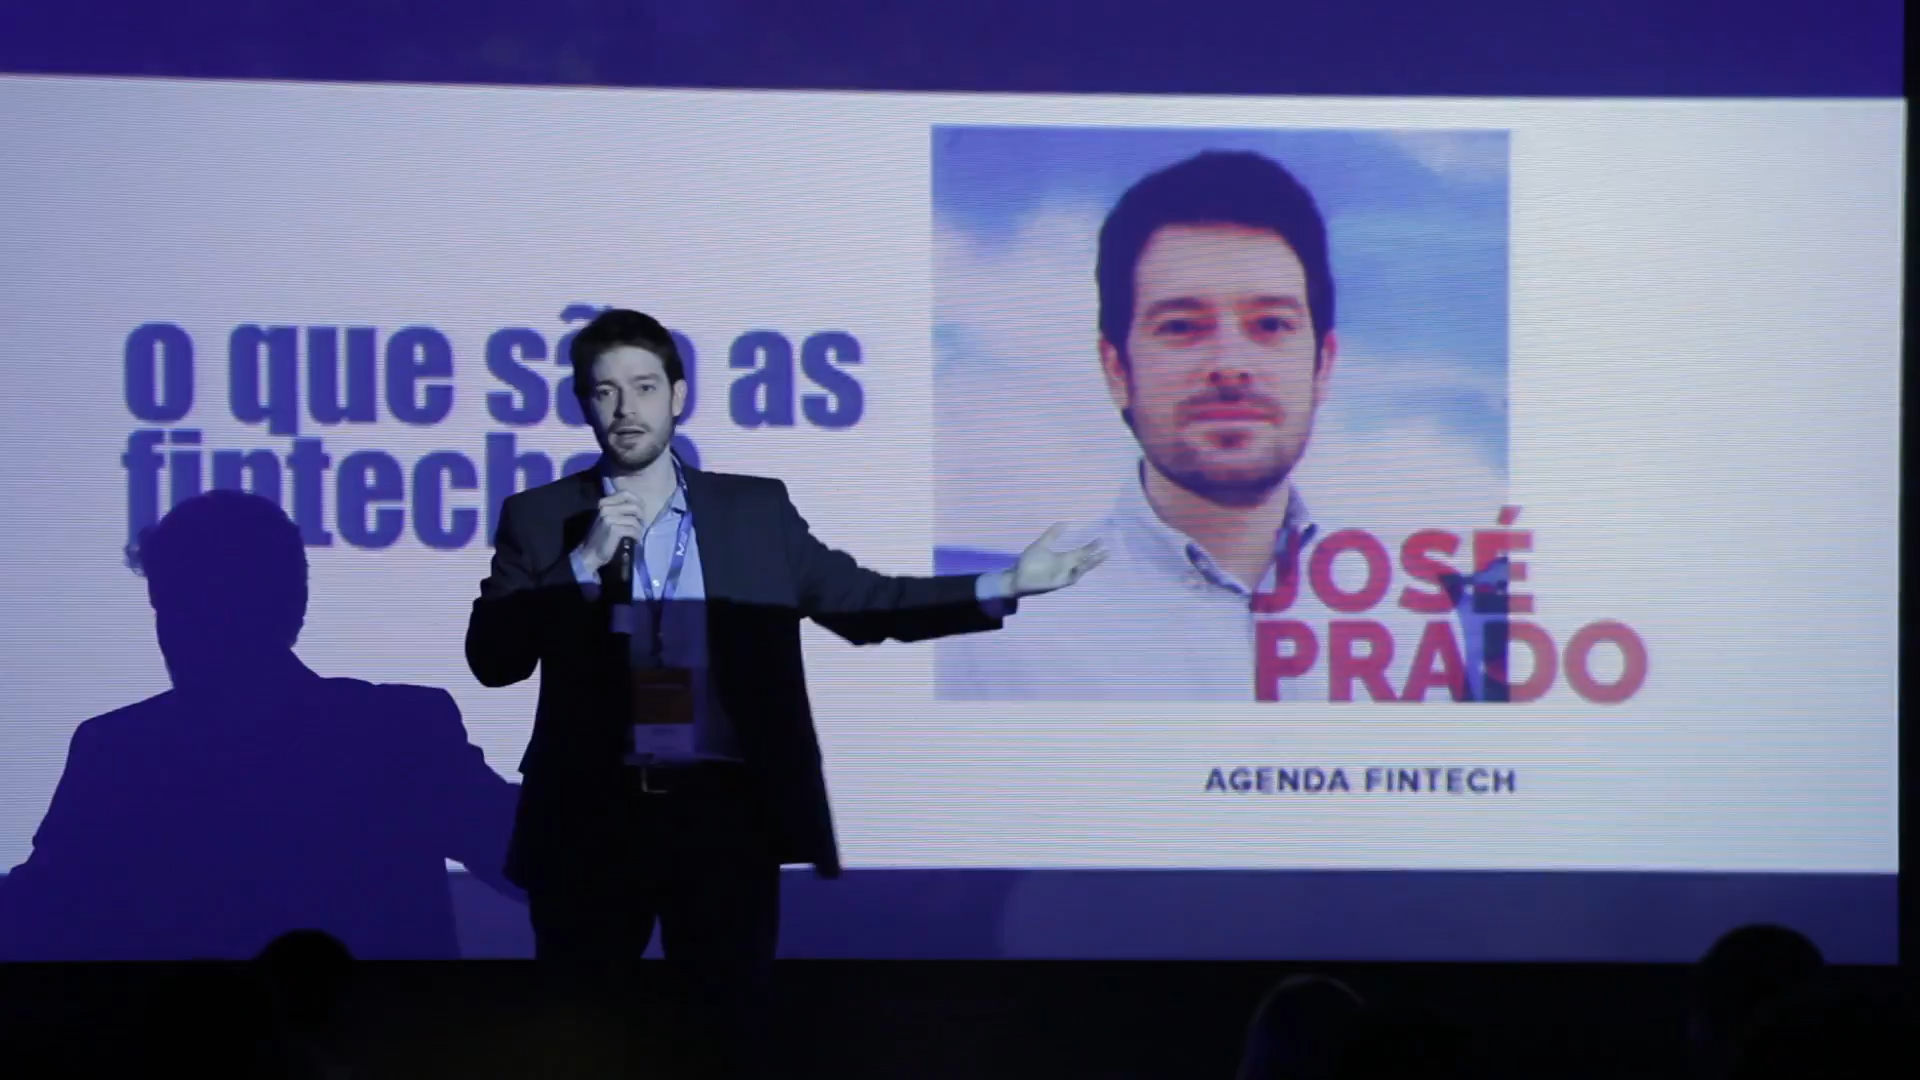 o que são as
fintechs?
JOSÉ
PRADO
AGENDA FINTECH